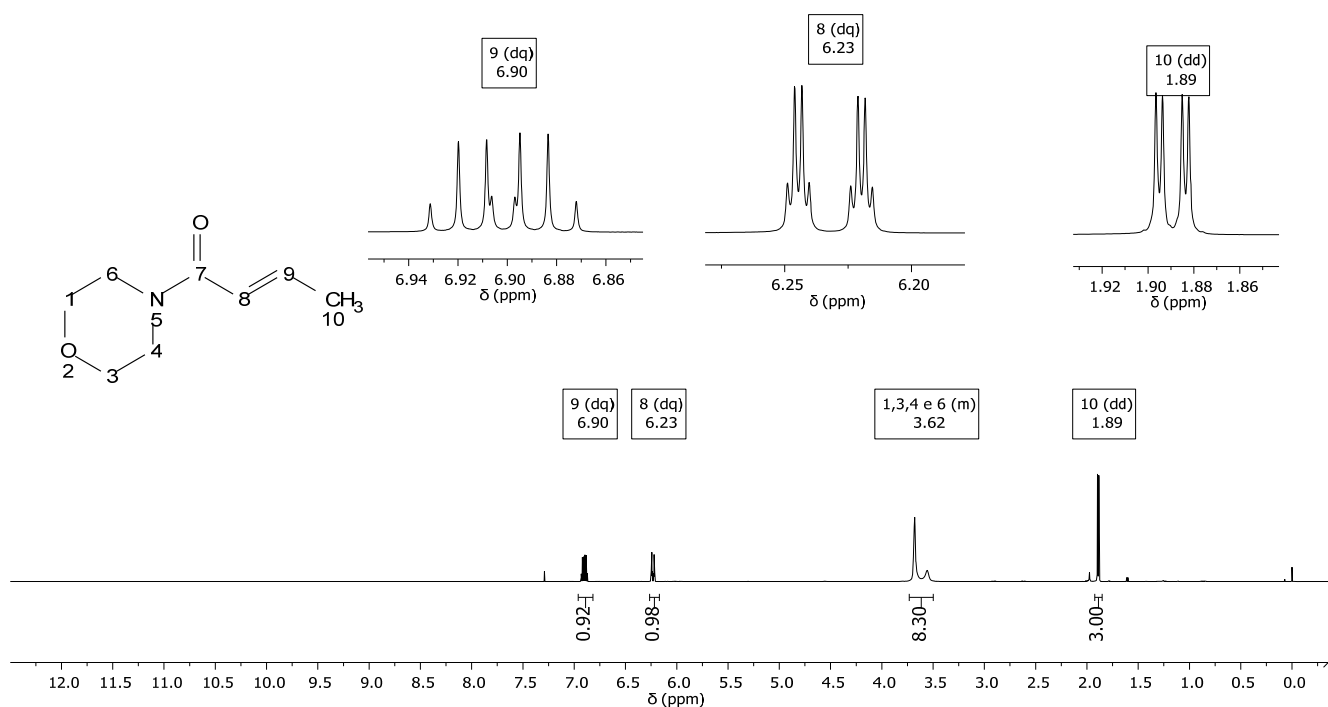 9 (dq)
6.90
8 (dq)
6.23
10 (dd)
1.89
6.94 6.92 6.90 6.88 6.86
δ (ppm)
6.25 6.20
δ (ppm)
1.92 1.90 1.88 1.86
δ (ppm)
O
6 7 9
1 N 8 CH3
5 10
O 4
2 3
9 (dq)
6.90
8 (dq)
6.23
1,3,4 e 6 (m)
3.62
10 (dd)
1.89
0.92 0.98 8.30 3.00
12.0 11.5 11.0 10.5 10.0 9.5 9.0 8.5 8.0 7.5 7.0 6.5 6.0 5.5 5.0 4.5 4.0 3.5 3.0 2.5 2.0 1.5 1.0 0.5 0.0
δ (ppm)